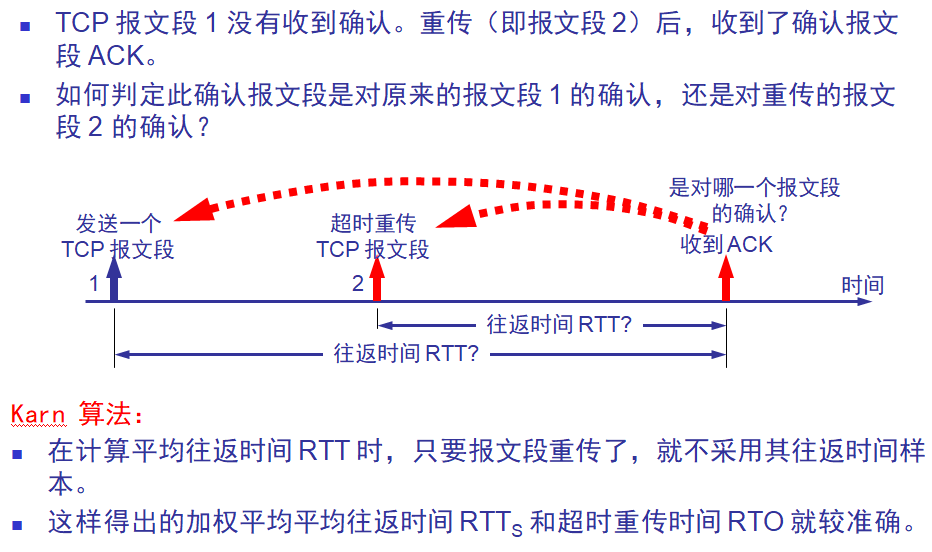 TCP 报文段 1 没有收到确认。重传（即报文段 2）后，收到了确认报文
段 ACK。
如何判定此确认报文段是对原来的报文段 1 的确认，还是对重传的报文
段 2 的确认？
是对哪一个报文段
的确认？
发送一个
TCP 报文段
超时重传
TCP 报文段
收到 ACK
1
2
时间
往返时间 RTT?
往返时间 RTT?
Karn 算法：
在计算平均往返时间 RTT 时，只要报文段重传了，就不采用其往返时间样
本。
这样得出的加权平均平均往返时间 RTTS 和超时重传时间 RTO 就较准确。